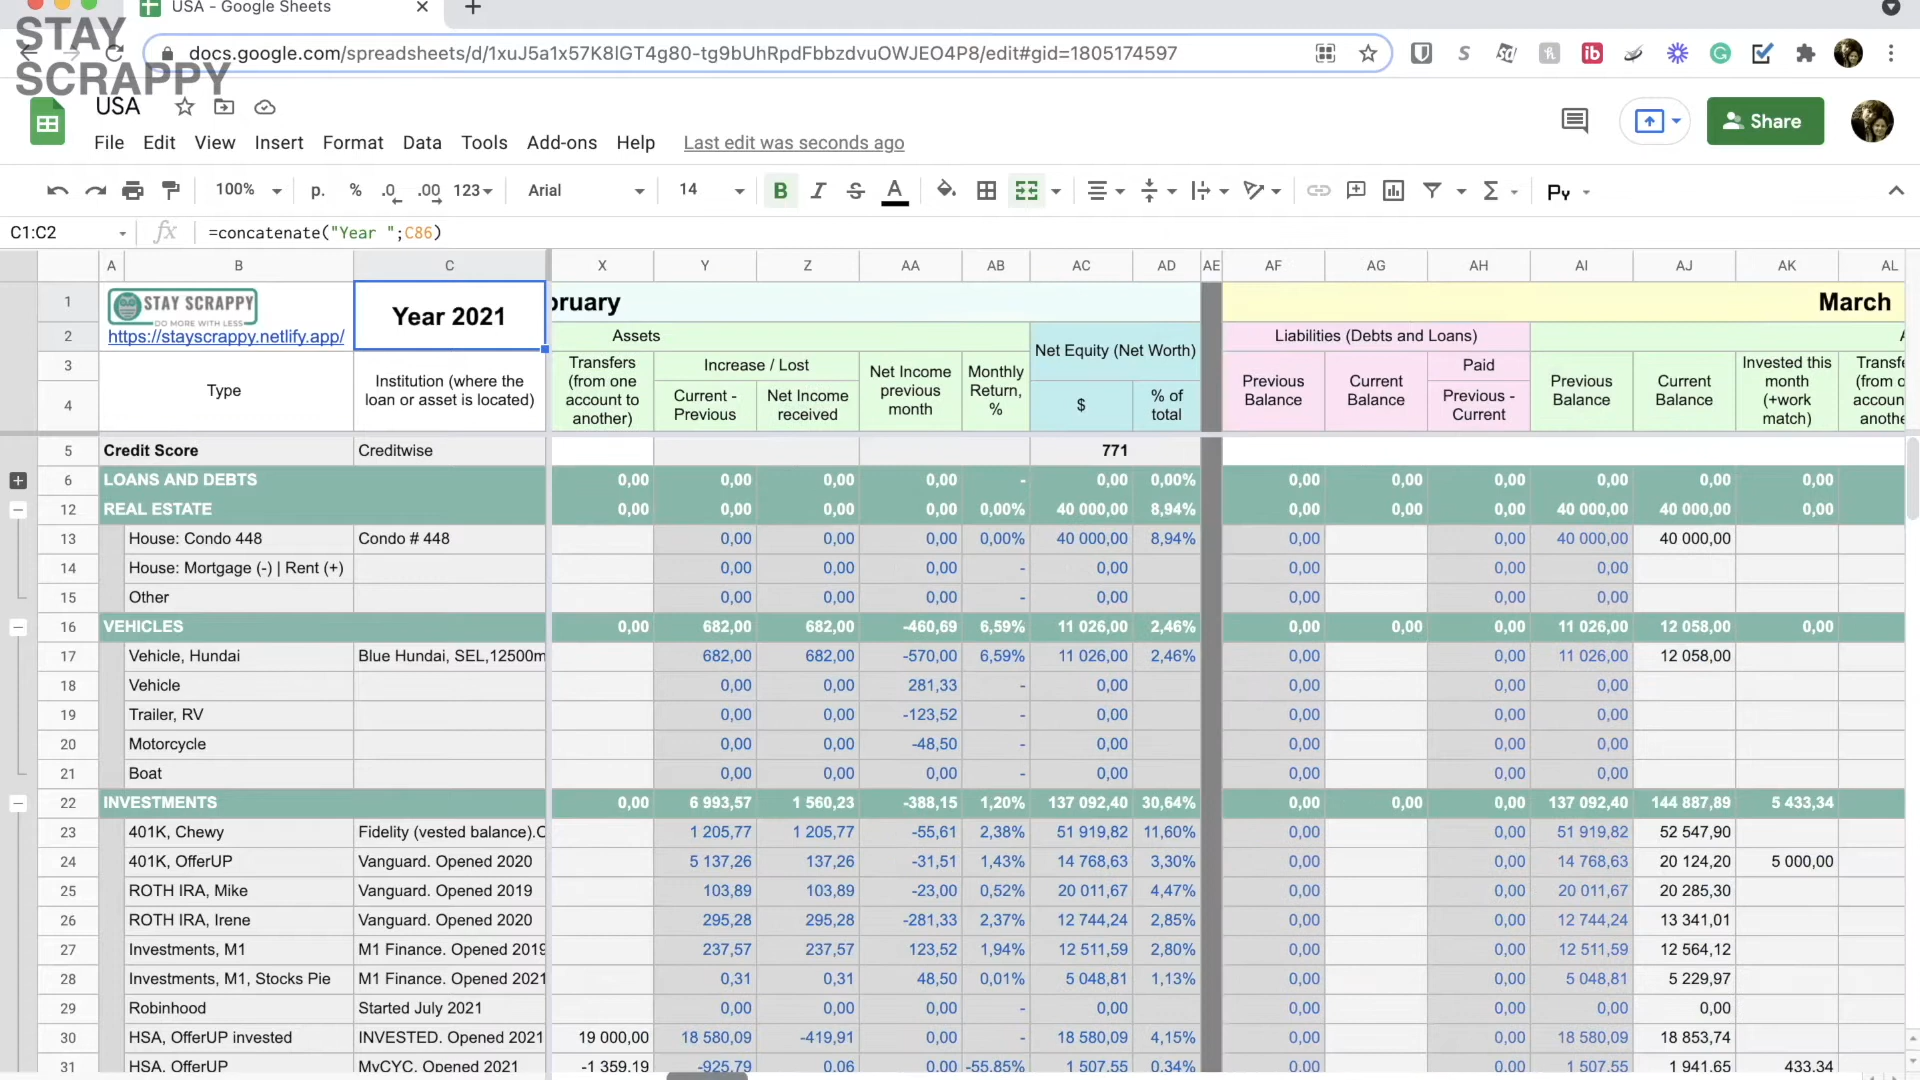 USA - Google Sheets
STAY
SCRAPPY
docs.google.com/spreadsheets/d/1xuJ5a1x57K8lGT4g80-tg9bUhRpdFbbzdvuOWJEO4P8/edit#gid=1805174597
USA
File Edit View Insert Format Data Tools Add-ons Help Last edit was seconds ago
Share
100% p. % .0 .00 123 Arial 14 B I S A Σ Py
C1:C2 fx =concatenate("Year ";C86)
A B C X Y Z AA AB AC AD AE AF AG AH AI AJ AK AL
1 STAY SCRAPPY
DO MORE WITH LESS
https://stayscrappy.netlify.app/
Year 2021 bruary March
2 Assets Net Equity (Net Worth) Liabilities (Debts and Loans)
3 4 Type Institution (where the loan or asset is located) Transfers (from one account to another) Increase / Lost Current - Previous Net Income received Net Income previous month Monthly Return, % $ % of total Previous Balance Current Balance Paid Previous - Current Previous Balance Current Balance Invested this month (+work match)
5 Credit Score Creditwise 771
6 LOANS AND DEBTS 0,00 0,00 0,00 0,00 - 0,00 0,00% 0,00 0,00 0,00 0,00 0,00 0,00
12 REAL ESTATE 0,00 0,00 0,00 0,00 0,00% 40 000,00 8,94% 0,00 0,00 0,00 40 000,00 40 000,00 0,00
13 House: Condo 448 Condo # 448 0,00 0,00 0,00 0,00% 40 000,00 8,94% 0,00 0,00 40 000,00 40 000,00
14 House: Mortgage (-) | Rent (+) 0,00 0,00 0,00 - 0,00 0,00 0,00 0,00
15 Other 0,00 0,00 0,00 - 0,00 0,00 0,00 0,00
16 VEHICLES 0,00 682,00 682,00 -460,69 6,59% 11 026,00 2,46% 0,00 0,00 0,00 11 026,00 12 058,00 0,00
17 Vehicle, Hundai Blue Hundai, SEL,12500m 682,00 682,00 -570,00 6,59% 11 026,00 2,46% 0,00 0,00 11 026,00 12 058,00
18 Vehicle 0,00 0,00 281,33 - 0,00 0,00 0,00 0,00
19 Trailer, RV 0,00 0,00 -123,52 - 0,00 0,00 0,00 0,00
20 Motorcycle 0,00 0,00 -48,50 - 0,00 0,00 0,00 0,00
21 Boat 0,00 0,00 0,00 - 0,00 0,00 0,00 0,00
22 INVESTMENTS 0,00 6 993,57 1 560,23 -388,15 1,20% 137 092,40 30,64% 0,00 0,00 0,00 137 092,40 144 887,89 5 433,34
23 401K, Chewy Fidelity (vested balance).C 1 205,77 1 205,77 -55,61 2,38% 51 919,82 11,60% 0,00 0,00 51 919,82 52 547,90
24 401K, OfferUP Vanguard. Opened 2020 5 137,26 137,26 -31,51 1,43% 14 768,63 3,30% 0,00 0,00 14 768,63 20 124,20 5 000,00
25 ROTH IRA, Mike Vanguard. Opened 2019 103,89 103,89 -23,00 0,52% 20 011,67 4,47% 0,00 0,00 20 011,67 20 285,30
26 ROTH IRA, Irene Vanguard. Opened 2020 295,28 295,28 -281,33 2,37% 12 744,24 2,85% 0,00 0,00 12 744,24 13 341,01
27 Investments, M1 M1 Finance. Opened 2019 237,57 237,57 123,52 1,94% 12 511,59 2,80% 0,00 0,00 12 511,59 12 564,12
28 Investments, M1, Stocks Pie M1 Finance. Opened 2021 0,31 0,31 48,50 0,01% 5 048,81 1,13% 0,00 0,00 5 048,81 5 229,97
29 Robinhood Started July 2021 0,00 0,00 0,00 - 0,00 0,00 0,00 0,00 0,00
30 HSA, OfferUP invested INVESTED. Opened 2021 19 000,00 18 580,09 -419,91 0,00 - 18 580,09 4,15% 0,00 0,00 18 580,09 18 853,74
31 HSA, OfferUP MyCYC. Opened 2021 -1 359,19 -925,79 0,06 0,00 -55,85% 1 507,55 0,34% 0,00 0,00 1 507,55 1 941,65 433,34